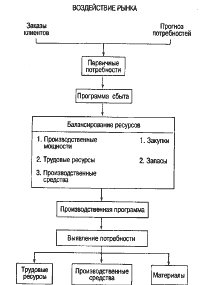 ВОЗДЕЙСТВИЕ РЫНКА
Заказы
клиентов
Прогноз
потребностей
Первичные
потребности
Программа сбыта
Балансирование ресурсов
1. Производственные
мощности
2. Трудовые ресурсы
3. Производственные
средства
1. Закупки
2. Запасы
Производственная программа
Выявление потребности
Трудовые
ресурсы
Производственные
средства
Материалы